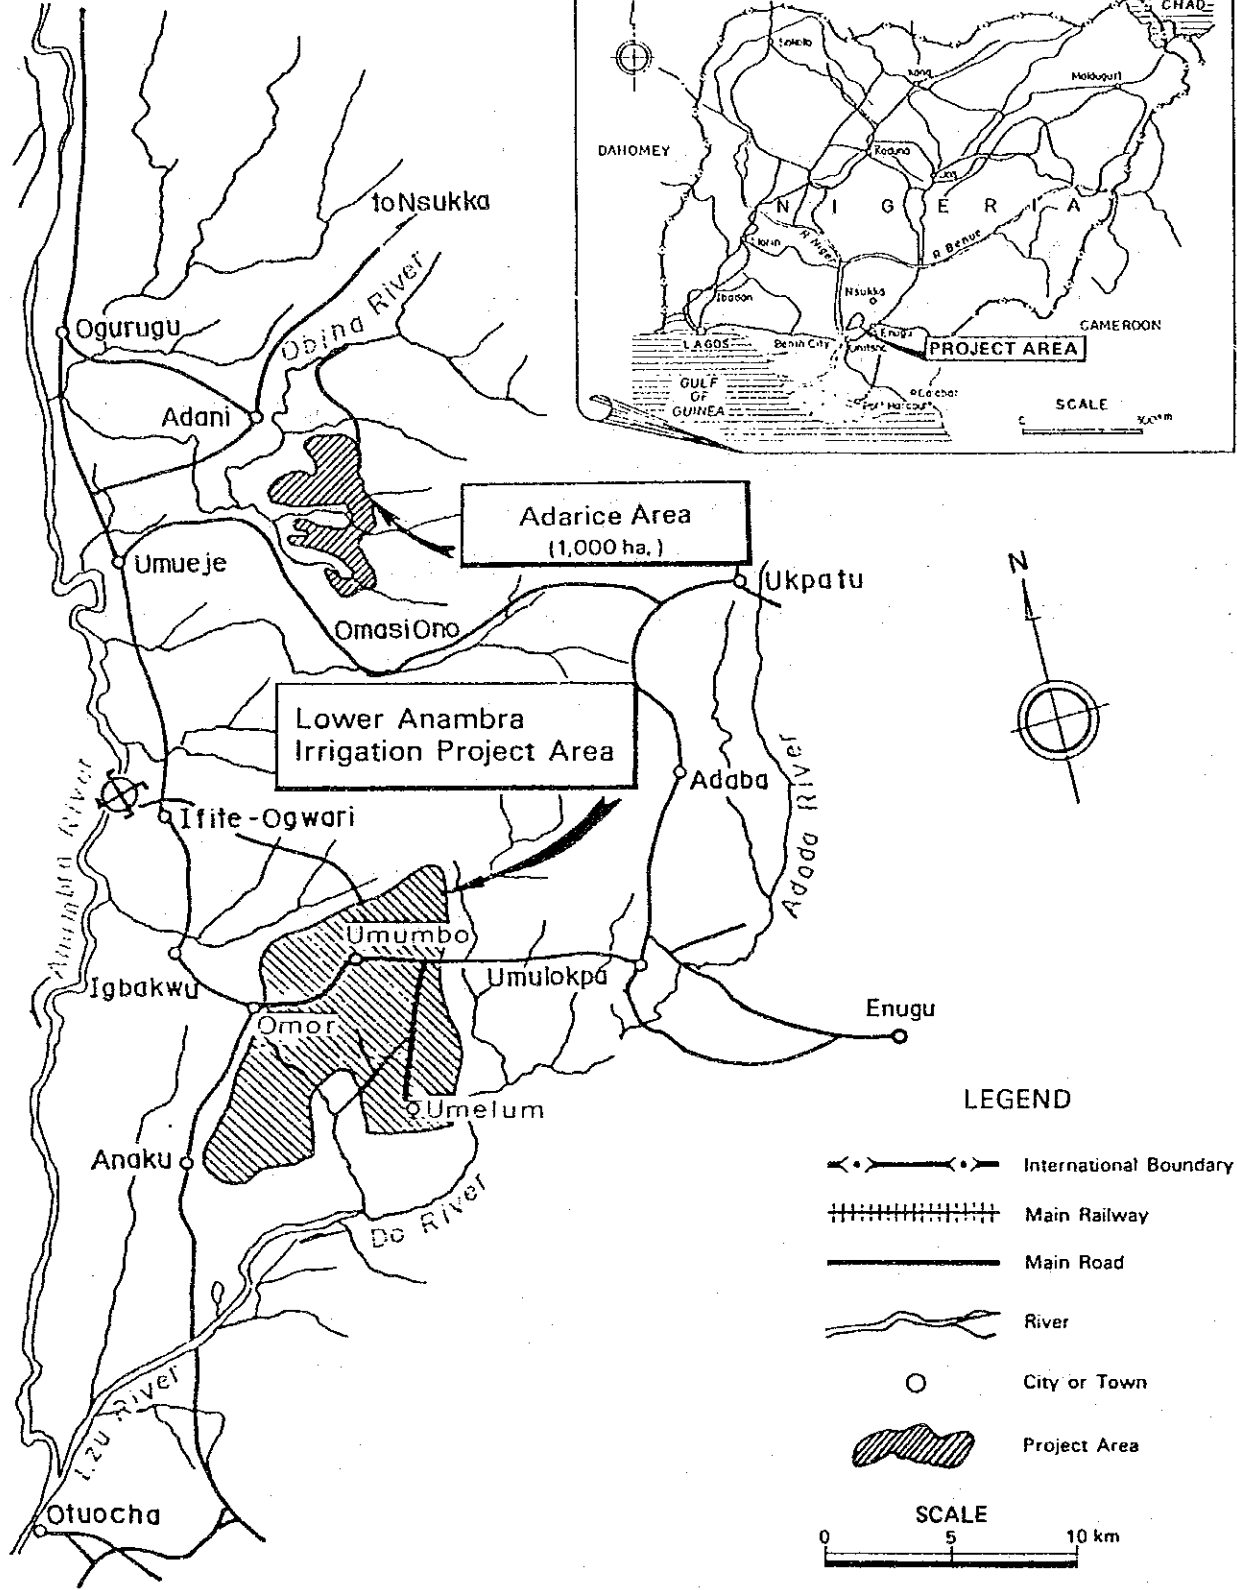 CHAD
Sokoto
Kano
Maiduguri
DAHOMEY
Kaduna
Jos
N I G E R I A
Ilorin
R Niger
R Benue
Ibadan
Nsukka
Enugu
CAMEROON
LAGOS
Benin City
PROJECT AREA
GULF
OF
GUINEA
Calabar
Port Harcourt
SCALE
to Nsukka
Obina River
Ogurugu
Adani
Adarice Area
(1,000 ha.)
Umueje
Ukpatu
Omasi Ono
N
Lower Anambra
Irrigation Project Area
Adaba
Adada River
Anambra River
Ifite-Ogwari
Umumbo
Igbakwu
Umulokpa
Omor
Enugu
Umelum
Anaku
Do River
River
Otuocha
LEGEND
International Boundary
Main Railway
Main Road
River
City or Town
Project Area
SCALE
0 5 10 km